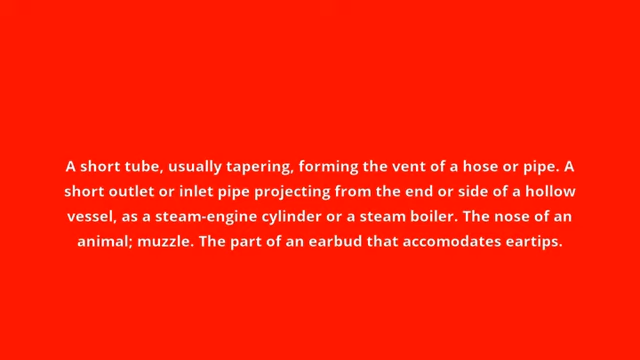 A short tube, usually tapering, forming the vent of a hose or pipe. A
short outlet or inlet pipe projecting from the end or side of a hollow
vessel, as a steam-engine cylinder or a steam boiler. The nose of an
animal; muzzle. The part of an earbud that accomodates eartips.